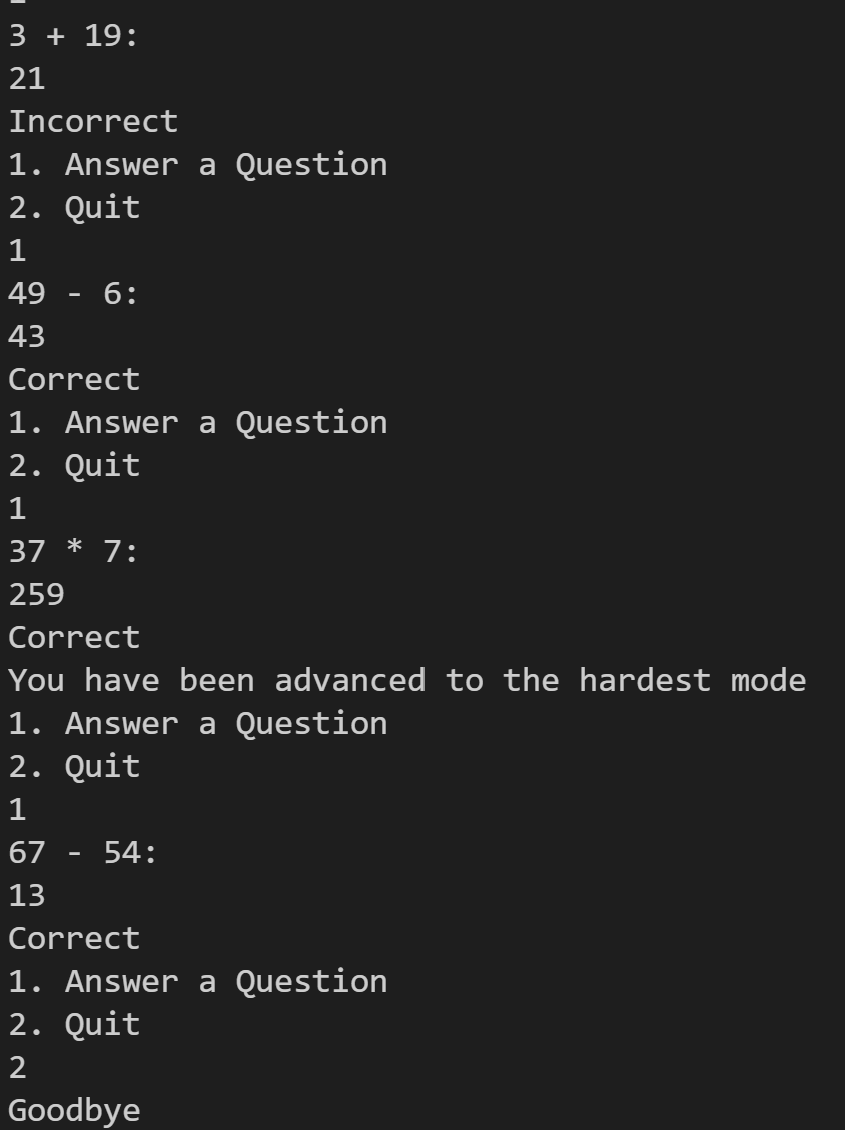 3 + 19:
21
Incorrect
1. Answer a Question
2. Quit
1
49 - 6:
43
Correct
1. Answer a Question
2. Quit
1
37 * 7:
259
Correct
You have been advanced to the hardest mode
1. Answer a Question
2. Quit
1
67 - 54:
13
Correct
1. Answer a Question
2. Quit
2
Goodbye